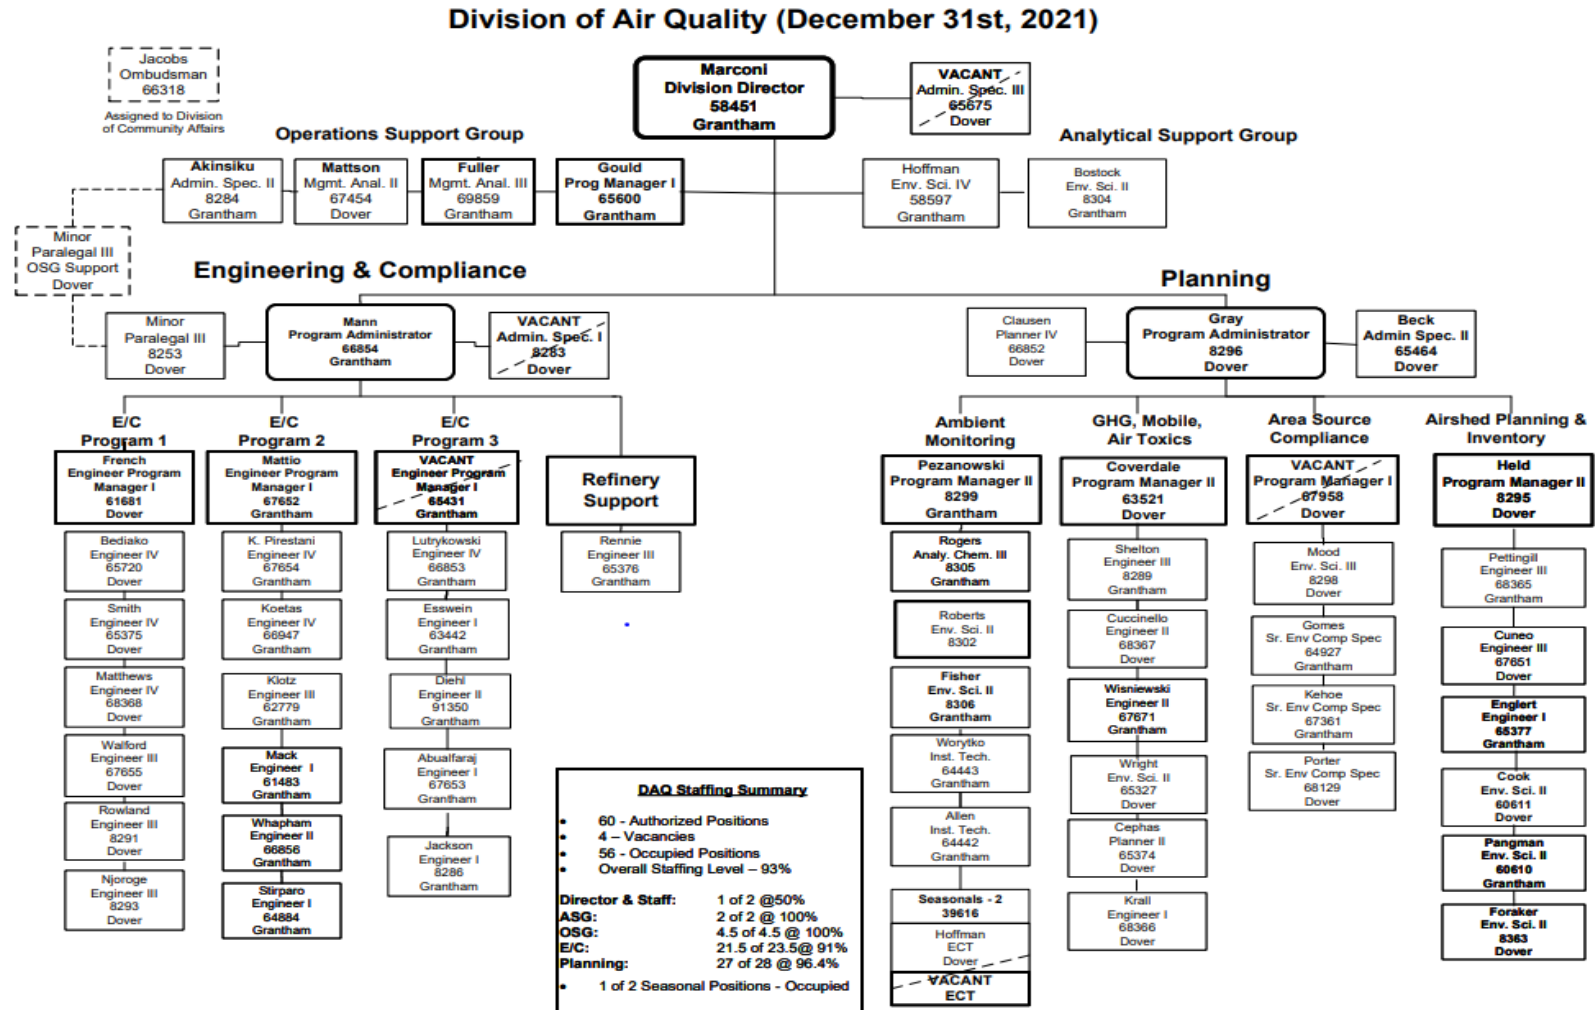 Division of Air Quality (December 31st, 2021)
Jacobs
Ombudsman
66318
Assigned to Division
of Community Affairs
Marconi
Division Director
58451
Grantham
VACANT
Admin. Spec. III
65675
Dover
Operations Support Group
Analytical Support Group
Akinsiku
Admin. Spec. II
8284
Grantham
Mattson
Mgmt. Anal. II
67454
Dover
Fuller
Mgmt. Anal. III
69859
Grantham
Gould
Prog Manager I
65600
Grantham
Hoffman
Env. Sci. IV
58597
Grantham
Bostock
Env. Sci. II
8304
Grantham
Minor
Paralegal III
OSG Support
Dover
Engineering & Compliance
Planning
Minor
Paralegal III
8253
Dover
Mann
Program Administrator
66854
Grantham
VACANT
Admin. Spec. I
8283
Dover
Clausen
Planner IV
66852
Dover
Gray
Program Administrator
8296
Dover
Beck
Admin Spec. II
65464
Dover
E/C
Program 1
French
Engineer Program
Manager I
61681
Dover
Bediako
Engineer IV
65720
Dover
Smith
Engineer IV
65375
Dover
Matthews
Engineer IV
68368
Dover
Walford
Engineer III
67655
Dover
Rowland
Engineer III
8291
Dover
Njoroge
Engineer III
8293
Dover
E/C
Program 2
Mattio
Engineer Program
Manager I
67652
Grantham
K. Pirestani
Engineer IV
67654
Grantham
Koetas
Engineer IV
66947
Grantham
Klotz
Engineer III
62779
Grantham
Mack
Engineer I
61483
Grantham
Whapham
Engineer II
66856
Grantham
Stirparo
Engineer I
64884
Grantham
E/C
Program 3
VACANT
Engineer Program
Manager I
65431
Grantham
Lutrykowski
Engineer IV
66853
Grantham
Esswein
Engineer I
63442
Grantham
Diehl
Engineer II
91350
Grantham
Abualfaraj
Engineer I
67653
Grantham
Jackson
Engineer I
8286
Grantham
Refinery
Support
Rennie
Engineer III
65376
Grantham
DAQ Staffing Summary
• 60 - Authorized Positions
• 4 – Vacancies
• 56 - Occupied Positions
• Overall Staffing Level – 93%
Director & Staff: 1 of 2 @50%
ASG: 2 of 2 @ 100%
OSG: 4.5 of 4.5 @ 100%
E/C: 21.5 of 23.5@ 91%
Planning: 27 of 28 @ 96.4%
• 1 of 2 Seasonal Positions - Occupied
Ambient
Monitoring
Pezanowski
Program Manager II
8299
Grantham
Rogers
Analy. Chem. III
8305
Grantham
Roberts
Env. Sci. II
8302
Fisher
Env. Sci. II
8306
Grantham
Worytko
Inst. Tech.
64443
Grantham
Allen
Inst. Tech.
64442
Grantham
Seasonals - 2
39616
Hoffman
ECT
Dover
VACANT
ECT
GHG, Mobile,
Air Toxics
Coverdale
Program Manager II
63521
Dover
Shelton
Engineer III
8289
Grantham
Cuccinello
Engineer II
68367
Dover
Wisniewski
Engineer II
67671
Grantham
Wright
Env. Sci. II
65327
Dover
Cephas
Planner II
65374
Dover
Krall
Engineer I
68366
Dover
Area Source
Compliance
VACANT
Program Manager I
67958
Dover
Mood
Env. Sci. III
8298
Dover
Gomes
Sr. Env Comp Spec
64927
Grantham
Kehoe
Sr. Env Comp Spec
67361
Grantham
Porter
Sr. Env Comp Spec
68129
Dover
Airshed Planning &
Inventory
Held
Program Manager II
8295
Dover
Pettingill
Engineer III
68365
Grantham
Cuneo
Engineer III
67651
Dover
Englert
Engineer I
65377
Grantham
Cook
Env. Sci. II
60611
Dover
Pangman
Env. Sci. II
60610
Grantham
Foraker
Env. Sci. II
8363
Dover